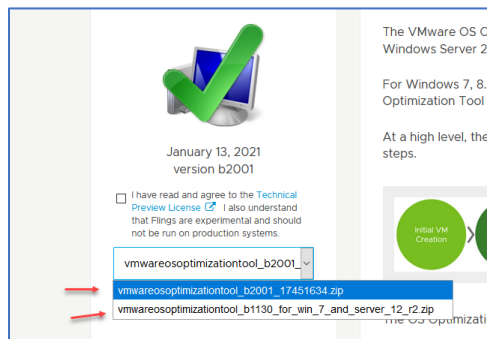 January 13, 2021
version b2001
I have read and agree to the Technical
Preview License I also understand
that Flings are experimental and should
not be run on production systems.
vmwareosoptimizationtool_b2001_
vmwareosoptimizationtool_b2001_17451634.zip
vmwareosoptimizationtool_b1130_for_win_7_and_server_12_r2.zip
The VMware OS O
Windows Server 2
For Windows 7, 8.
Optimization Tool
At a high level, the
steps.
Initial VM
Creation
The OS Optimizati